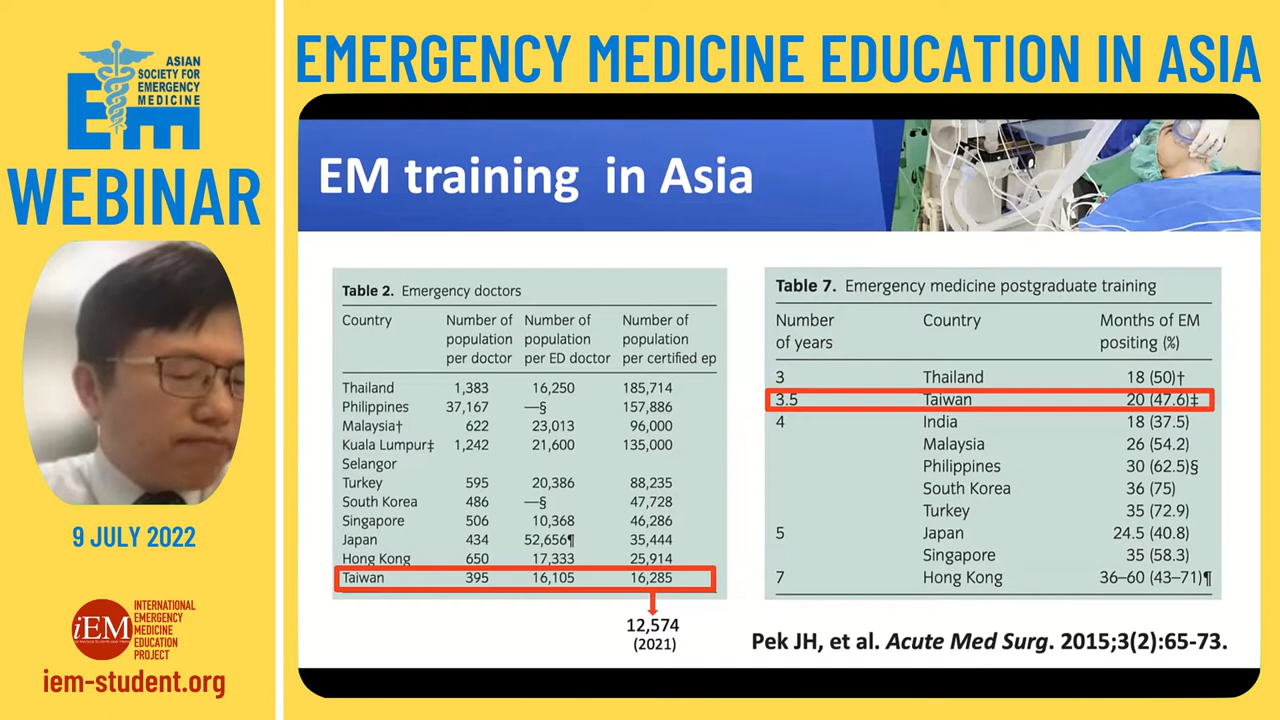 EMERGENCY MEDICINE EDUCATION IN ASIA
ASIAN
SOCIETY FOR
EMERGENCY
MEDICINE
EM
WEBINAR
9 JULY 2022
iEM
INTERNATIONAL
EMERGENCY
MEDICINE
EDUCATION
PROJECT
iem-student.org
EM training in Asia
Table 2. Emergency doctors
Country Number of population per doctor Number of population per ED doctor Number of population per certified ep
Thailand 1,383 16,250 185,714
Philippines 37,167 —§ 157,886
Malaysia† 622 23,013 96,000
Kuala Lumpur‡ 1,242 21,600 135,000
Selangor
Turkey 595 20,386 88,235
South Korea 486 —§ 47,728
Singapore 506 10,368 46,286
Japan 434 52,656¶ 35,444
Hong Kong 650 17,333 25,914
Taiwan 395 16,105 16,285
12,574
(2021)
Table 7. Emergency medicine postgraduate training
Number of years Country Months of EM positing (%)
3 Thailand 18 (50)†
3.5 Taiwan 20 (47.6)‡
4 India 18 (37.5)
Malaysia 26 (54.2)
Philippines 30 (62.5)§
South Korea 36 (75)
Turkey 35 (72.9)
5 Japan 24.5 (40.8)
Singapore 35 (58.3)
7 Hong Kong 36–60 (43–71)¶
Pek JH, et al. Acute Med Surg. 2015;3(2):65-73.